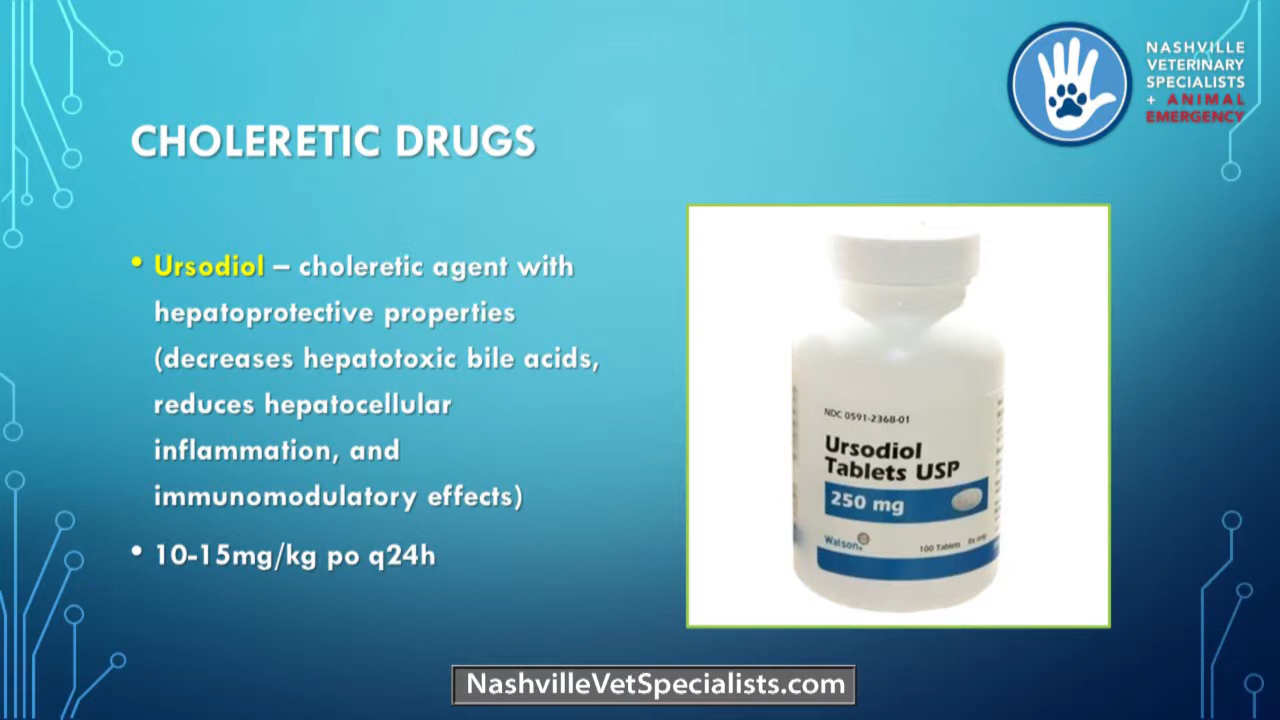 NASHVILLE
VETERINARY
SPECIALISTS
+ ANIMAL
EMERGENCY
CHOLERETIC DRUGS
• Ursodiol – choleretic agent with
hepatoprotective properties
(decreases hepatotoxic bile acids,
reduces hepatocellular
inflammation, and
immunomodulatory effects)
• 10-15mg/kg po q24h
NDC 0591-2368-01
Ursodiol
Tablets USP
250 mg
Watson
100 Tablets Rx only
NashvilleVetSpecialists.com